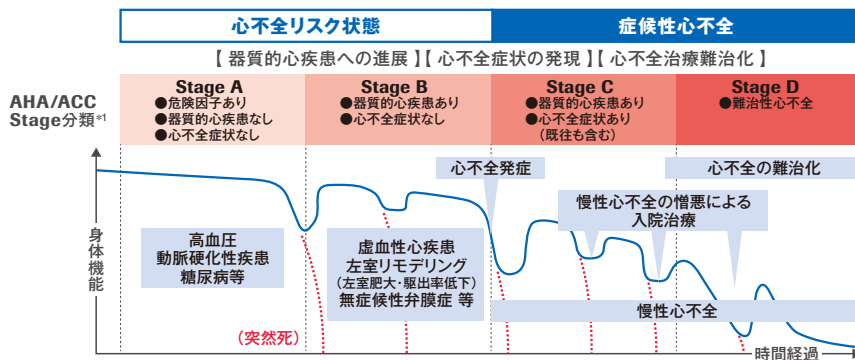 心不全リスク状態
症候性心不全
【 器質的心疾患への進展 】【 心不全症状の発現 】【 心不全治療難治化 】
AHA/ACC
Stage分類*1
Stage A
●危険因子あり
●器質的心疾患なし
●心不全症状なし
Stage B
●器質的心疾患あり
●心不全症状なし
Stage C
●器質的心疾患あり
●心不全症状あり
(既往も含む)
Stage D
●難治性心不全
身体機能
心不全発症
心不全の難治化
慢性心不全の憎悪による
入院治療
高血圧
動脈硬化性疾患
糖尿病等
虚血性心疾患
左室リモデリング
(左室肥大・駆出率低下)
無症候性弁膜症 等
慢性心不全
(突然死)
時間経過